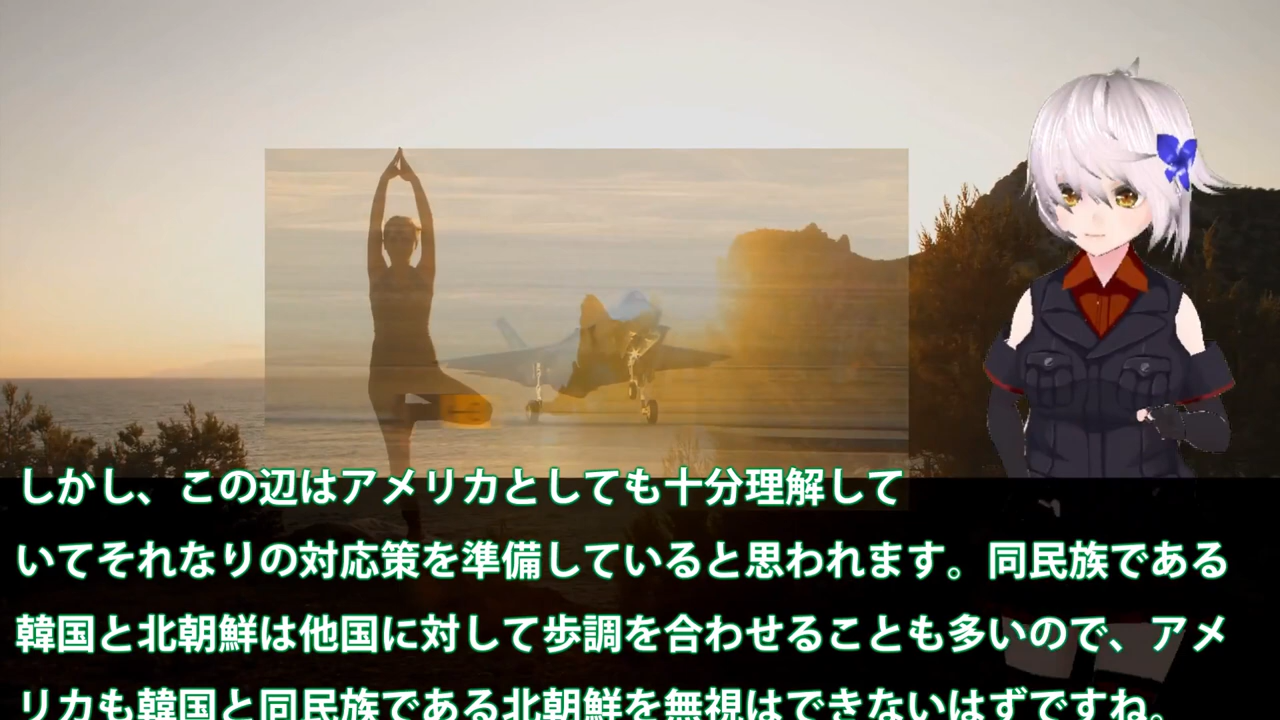 しかし、この辺はアメリカとしても十分理解して
いてそれなりの対応策を準備していると思われます。同民族である
韓国と北朝鮮は他国に対して歩調を合わせることも多いので、アメ
リカも韓国と同民族である北朝鮮を無視はできないはずですね。